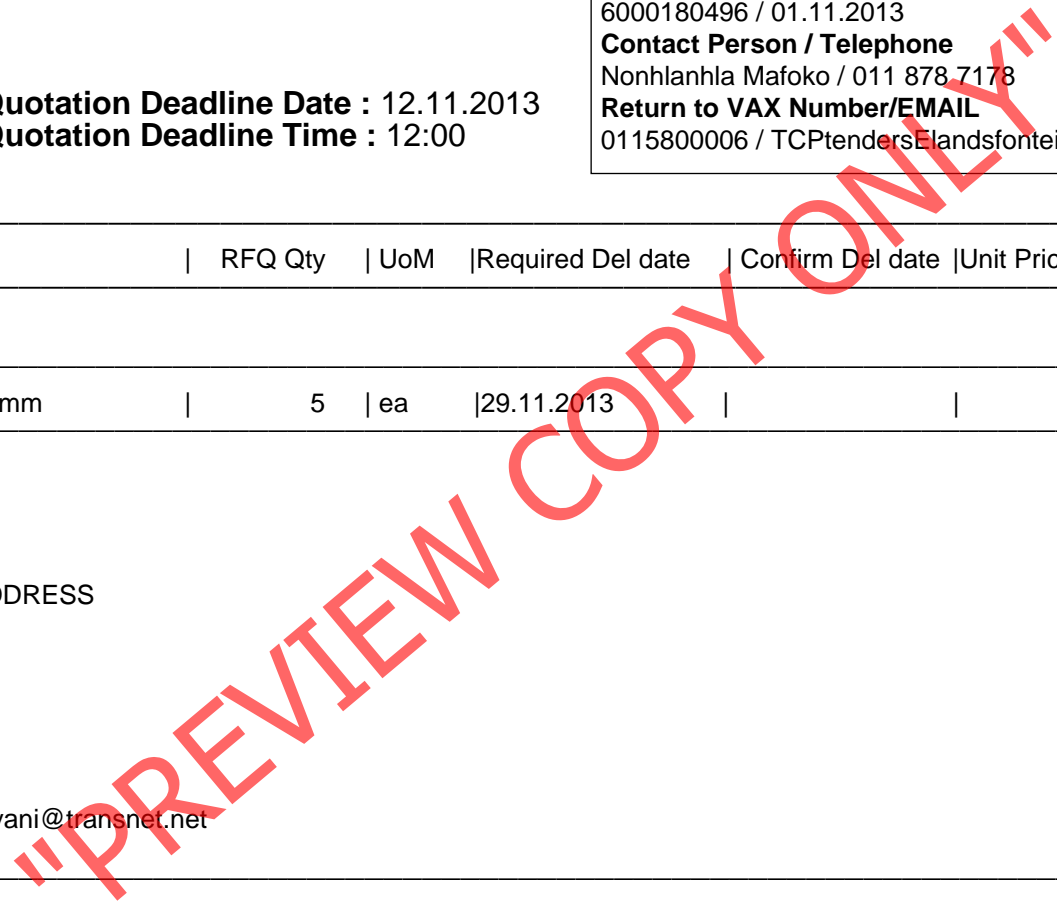 6000180496 / 01.11.2013
Contact Person / Telephone
Nonhlanhla Mafoko / 011 878 7178
Return to VAX Number/EMAIL
0115800006 / TCPtendersElandsfontei
Quotation Deadline Date : 12.11.2013
Quotation Deadline Time : 12:00
| RFQ Qty | UoM |Required Del date | Confirm Del date |Unit Pric
mm | 5 | ea |29.11.2013 | |
DDRESS
vani@transnet.net
"PREVIEW COPY ONLY"